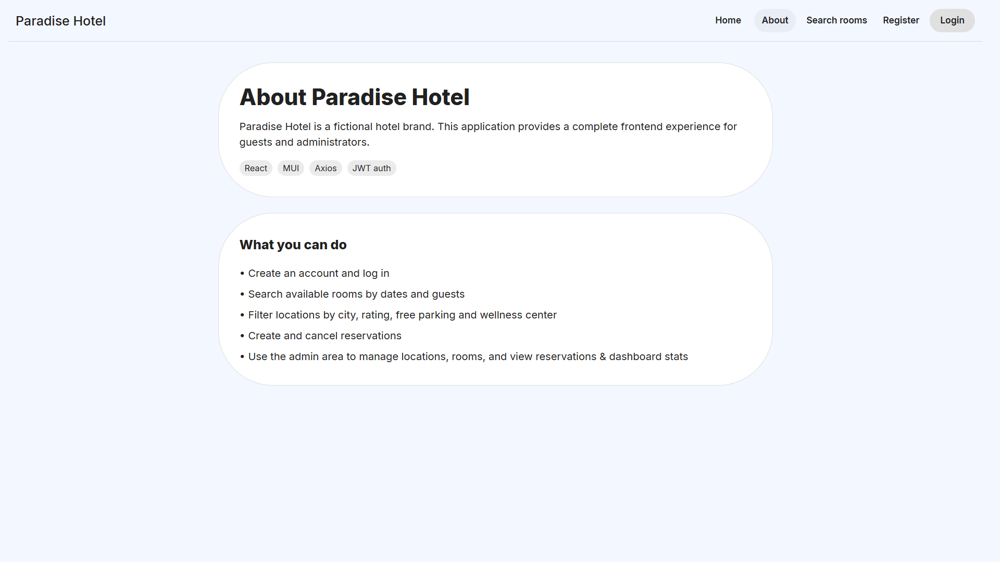 Paradise Hotel
Home
About
Search rooms
Register
Login
About Paradise Hotel
Paradise Hotel is a fictional hotel brand. This application provides a complete frontend experience for
guests and administrators.
React
MUI
Axios
JWT auth
What you can do
• Create an account and log in
• Search available rooms by dates and guests
• Filter locations by city, rating, free parking and wellness center
• Create and cancel reservations
• Use the admin area to manage locations, rooms, and view reservations & dashboard stats